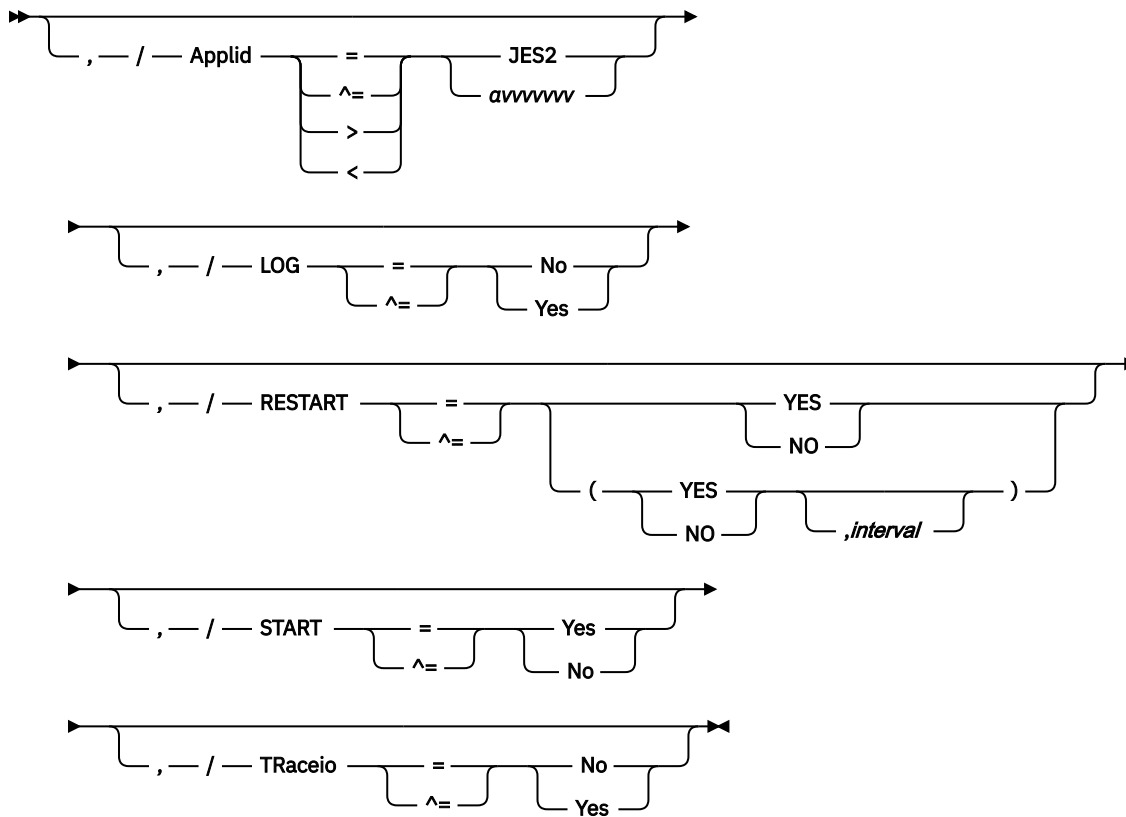 , / Applid = JES2
^= avvvvvvv
>
<
, / LOG = No
^= Yes
, / RESTART = YES
^= NO
( YES )
NO ,interval
, / START = Yes
^= No
, / TRaceio = No
^= Yes